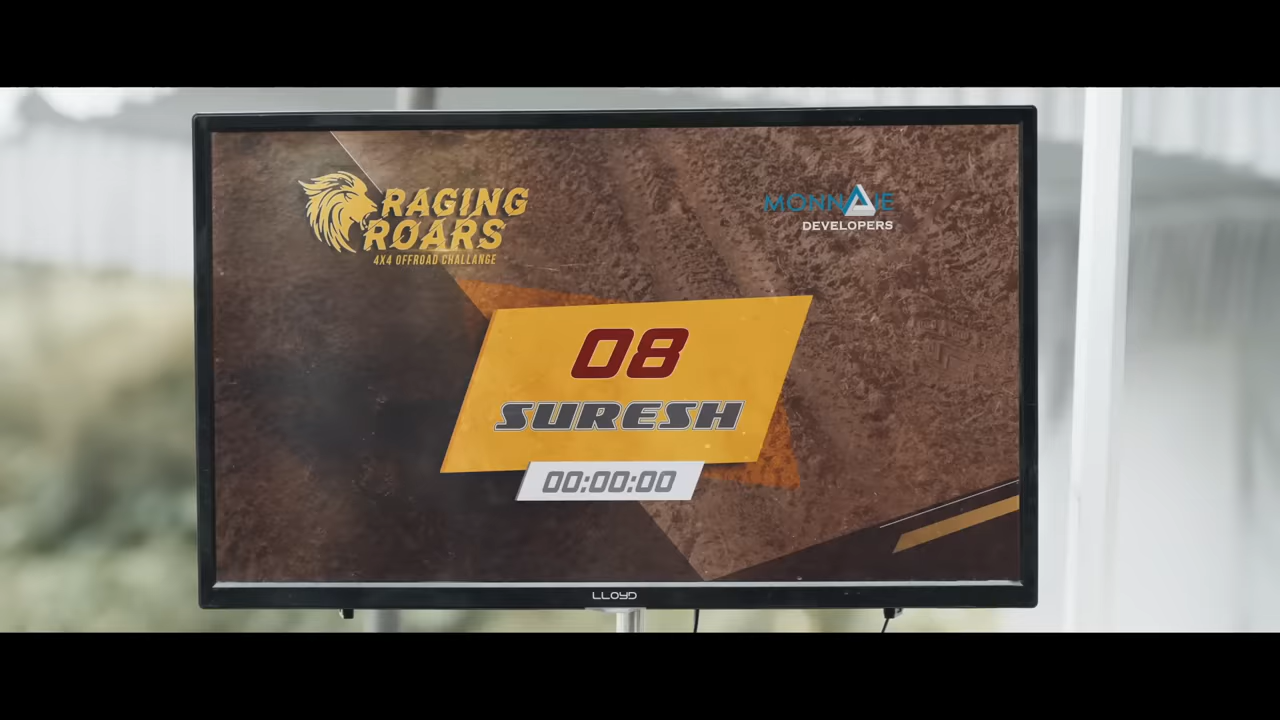 RAGING
ROARS
4X4 OFFROAD CHALLANGE
MONNAIE
DEVELOPERS
08
SURESH
00:00:00
LLOYD